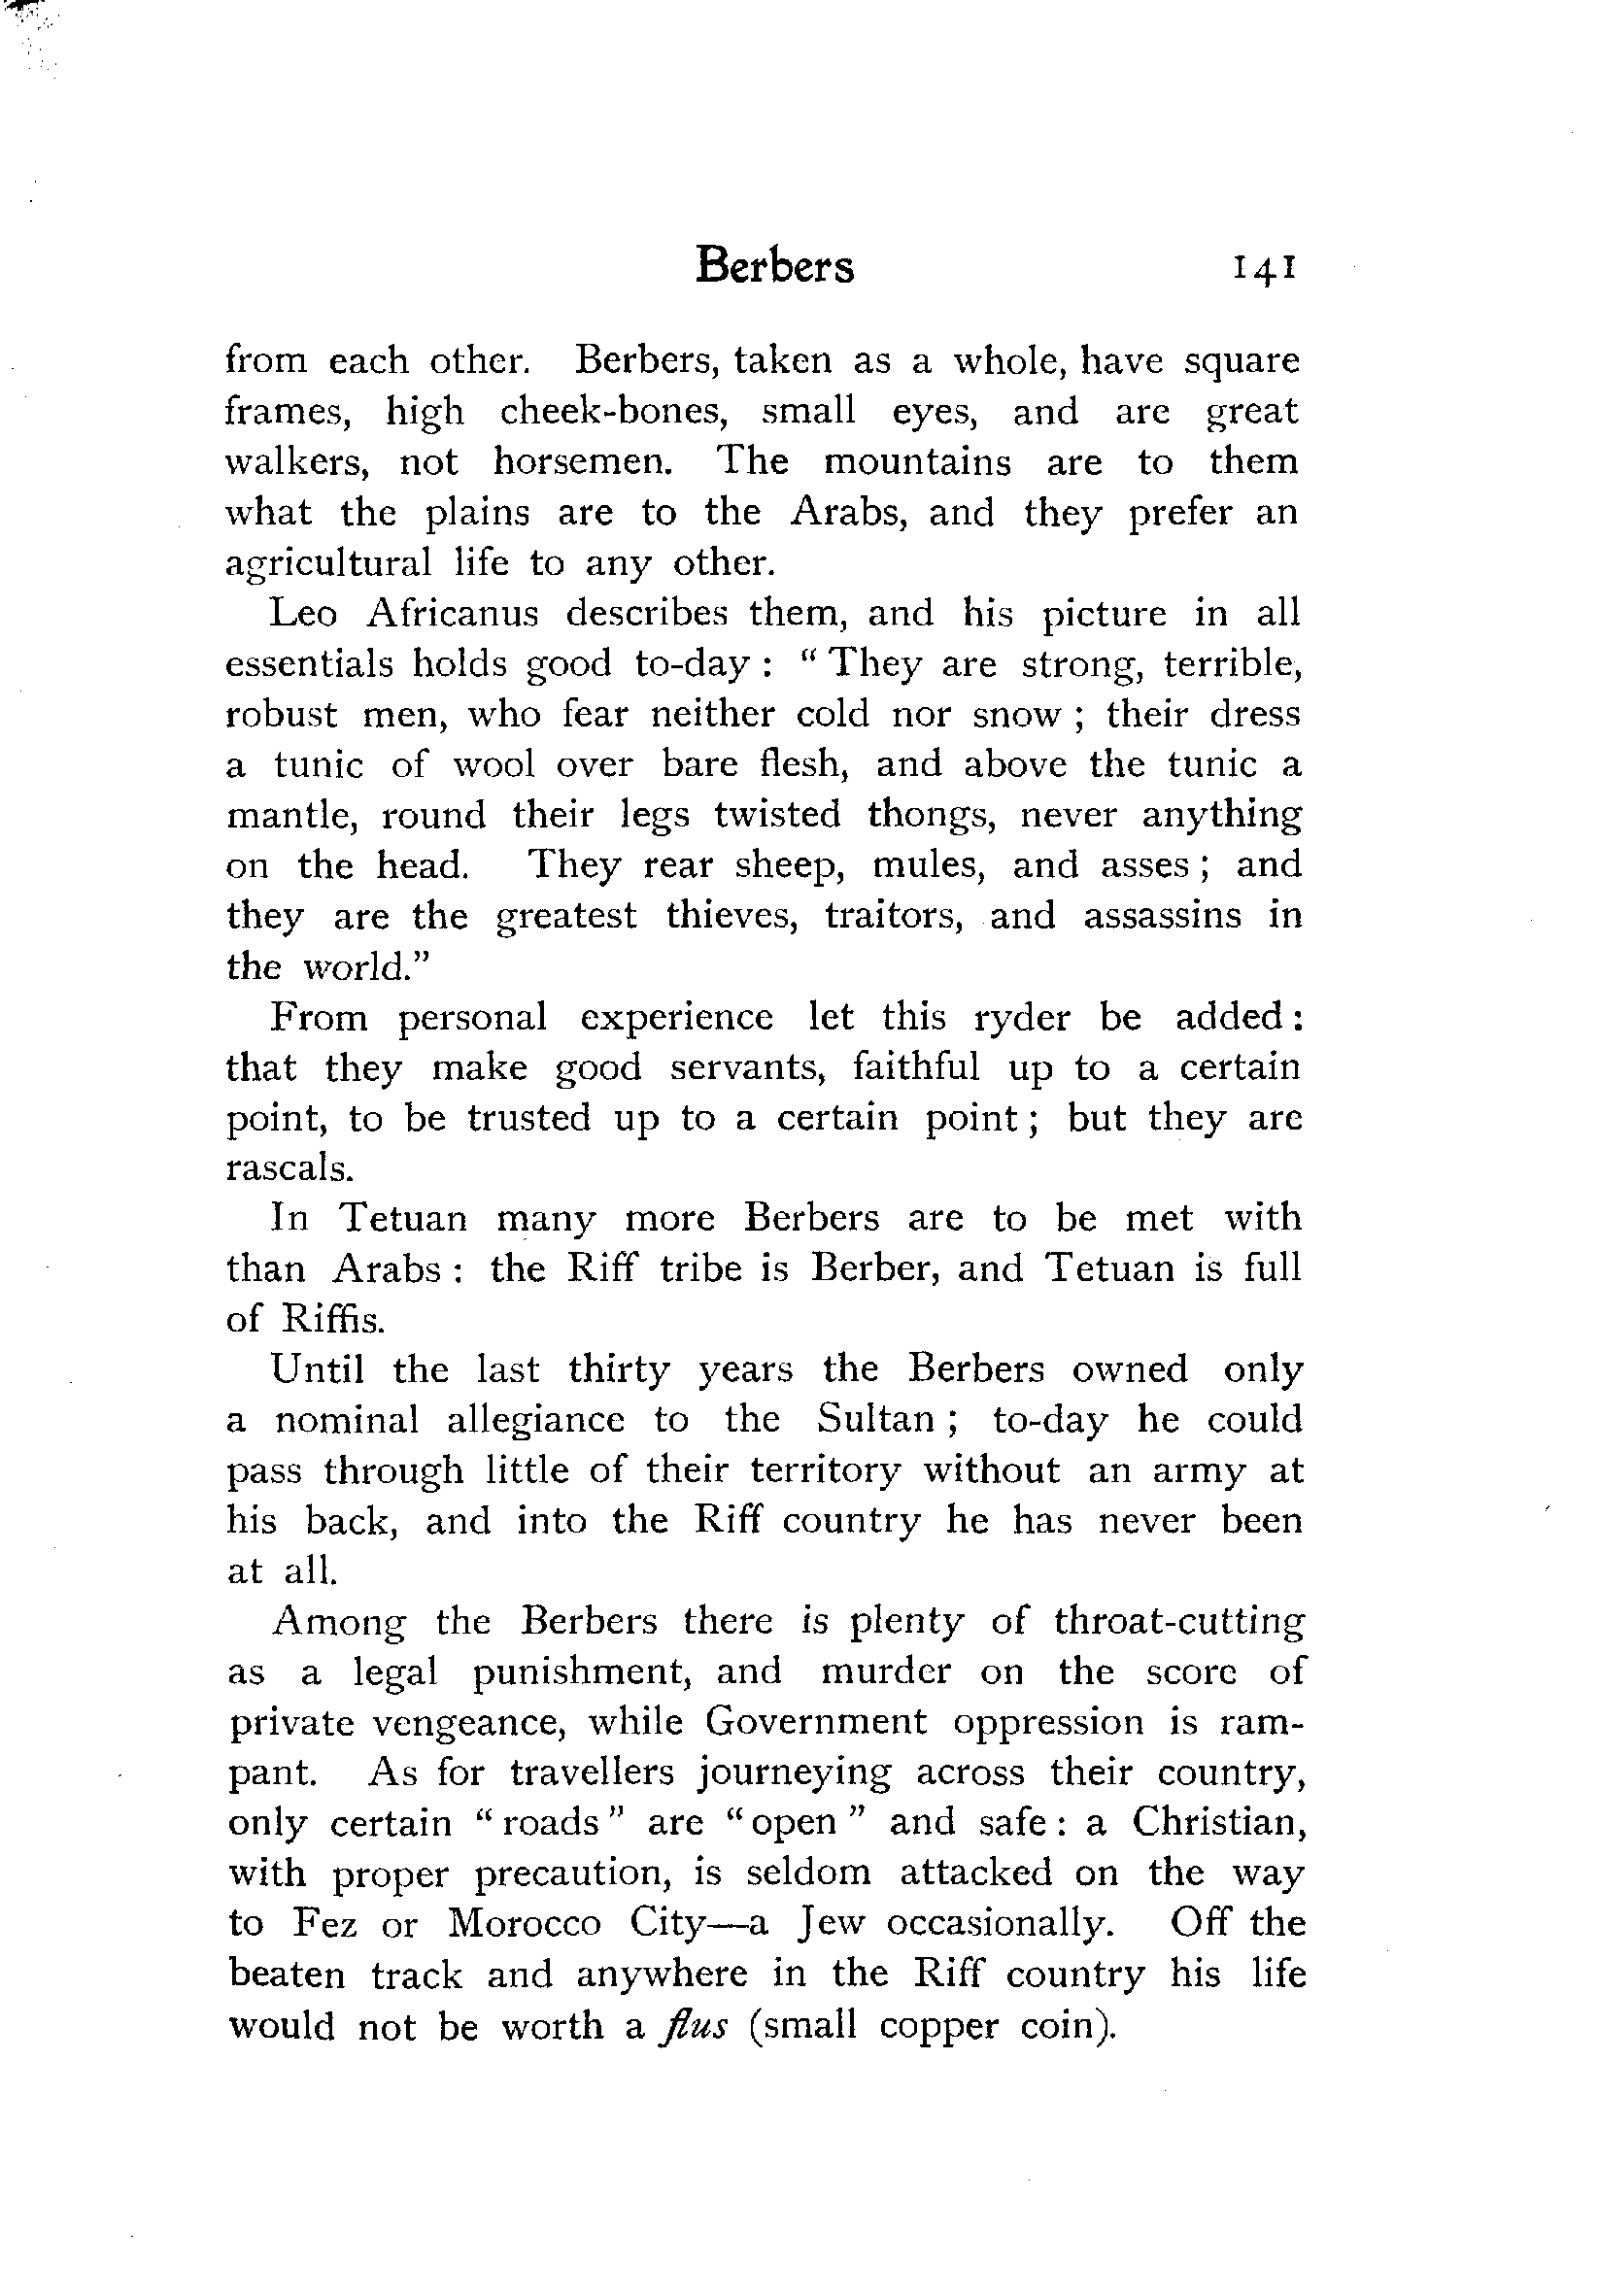 Berbers 141
from each other. Berbers, taken as a whole, have square
frames, high cheek-bones, small eyes, and are great
walkers, not horsemen. The mountains are to them
what the plains are to the Arabs, and they prefer an
agricultural life to any other.
Leo Africanus describes them, and his picture in all
essentials holds good to-day : “ They are strong, terrible,
robust men, who fear neither cold nor snow ; their dress
a tunic of wool over bare flesh, and above the tunic a
mantle, round their legs twisted thongs, never anything
on the head. They rear sheep, mules, and asses ; and
they are the greatest thieves, traitors, and assassins in
the world.”
From personal experience let this ryder be added :
that they make good servants, faithful up to a certain
point, to be trusted up to a certain point ; but they are
rascals.
In Tetuan many more Berbers are to be met with
than Arabs : the Riff tribe is Berber, and Tetuan is full
of Riffis.
Until the last thirty years the Berbers owned only
a nominal allegiance to the Sultan ; to-day he could
pass through little of their territory without an army at
his back, and into the Riff country he has never been
at all.
Among the Berbers there is plenty of throat-cutting
as a legal punishment, and murder on the score of
private vengeance, while Government oppression is ram-
pant. As for travellers journeying across their country,
only certain “ roads ” are “ open ” and safe : a Christian,
with proper precaution, is seldom attacked on the way
to Fez or Morocco City—a Jew occasionally. Off the
beaten track and anywhere in the Riff country his life
would not be worth a flus (small copper coin).